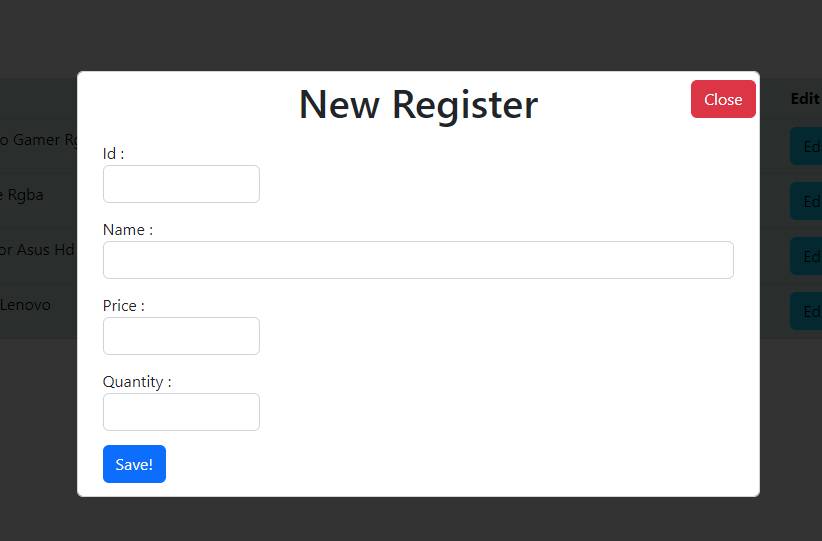 New Register
Close
Edit
o Gamer
Id :
Ed
e Rgba
Ed
Name :
or Asus Hd
Ed
Lenovo
Price :
Ed
Quantity :
Save!